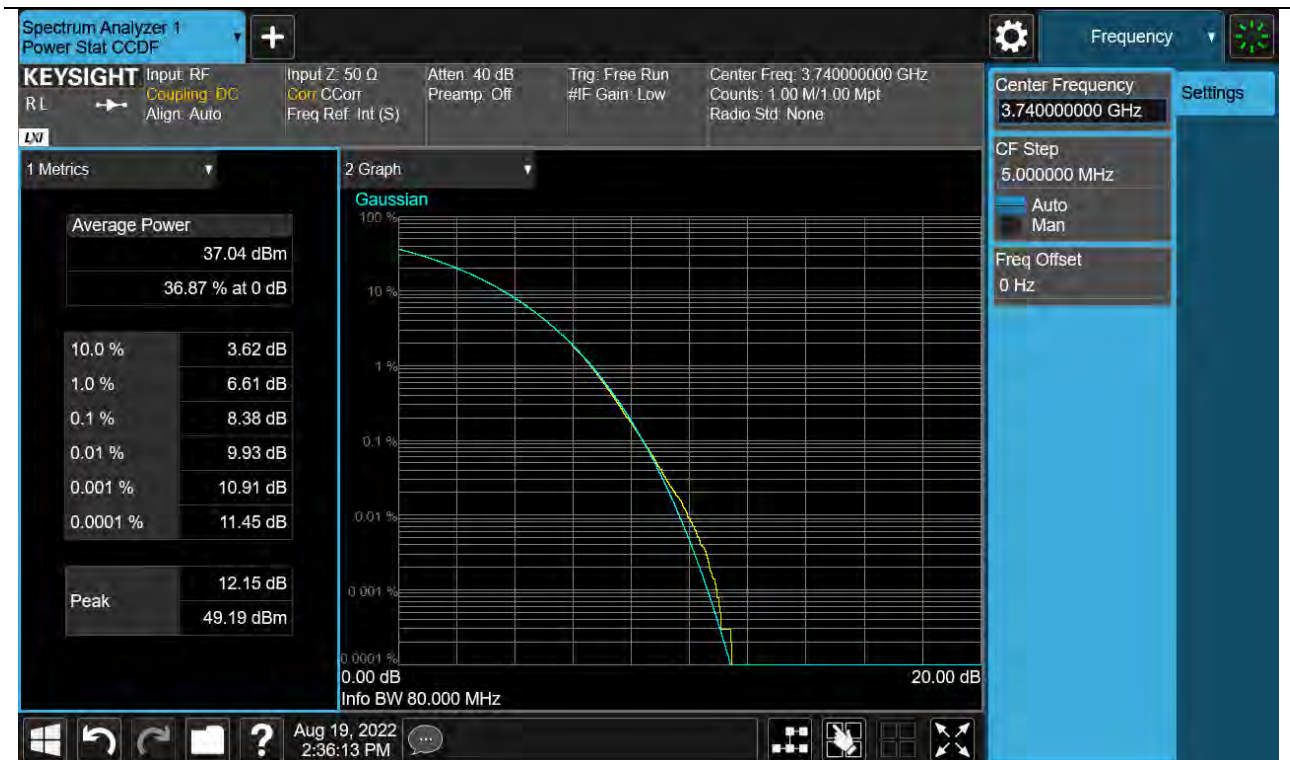 Spectrum Analyzer 1
Power Stat CCDF
Frequency
KEYSIGHT
R L
LXI
Input: RF
Coupling: DC
Align: Auto
Input Z: 50 Ω
Corr CCorr
Freq Ref: Int (S)
Atten: 40 dB
Preamp: Off
Trig: Free Run
#IF Gain: Low
Center Freq: 3.740000000 GHz
Counts: 1.00 M/1.00 Mpt
Radio Std: None
Center Frequency
3.740000000 GHz
Settings
CF Step
5.000000 MHz
Auto
Man
Freq Offset
0 Hz
1 Metrics
Average Power
37.04 dBm
36.87 % at 0 dB
10.0 % 3.62 dB
1.0 % 6.61 dB
0.1 % 8.38 dB
0.01 % 9.93 dB
0.001 % 10.91 dB
0.0001 % 11.45 dB
Peak
12.15 dB
49.19 dBm
2 Graph
Gaussian
100 %
10 %
1 %
0.1 %
0.01 %
0.001 %
0.0001 %
0.00 dB 20.00 dB
Info BW 80.000 MHz
?
Aug 19, 2022
2:36:13 PM